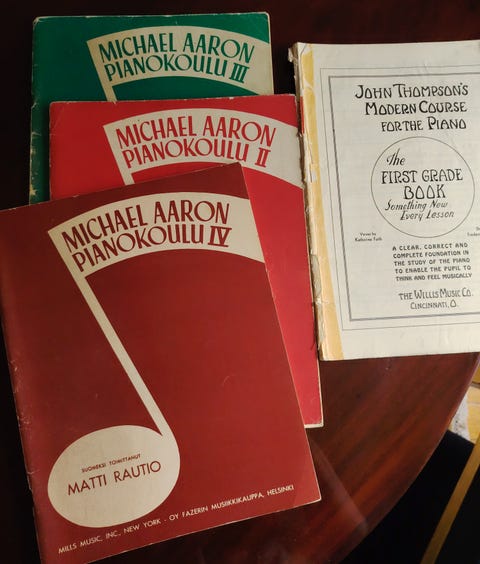 MICHAEL AARON
PIANOKOULU III
MICHAEL AARON
PIANOKOULU II
MICHAEL AARON
PIANOKOULU IV
SUOMEKSI TOIMITTANUT
MATTI RAUTIO
MILLS MUSIC, INC., NEW YORK · OY FAZERIN MUSIIKKIKAUPPA, HELSINKI
JOHN THOMPSON'S
MODERN COURSE
FOR THE PIANO
The
FIRST GRADE
BOOK
Something New
Every Lesson
Verses by
Katherine Faith
A CLEAR, CORRECT AND
COMPLETE FOUNDATION IN
THE STUDY OF THE PIANO
TO ENABLE THE PUPIL TO
THINK AND FEEL MUSICALLY
THE WILLIS MUSIC CO.
CINCINNATI, O.